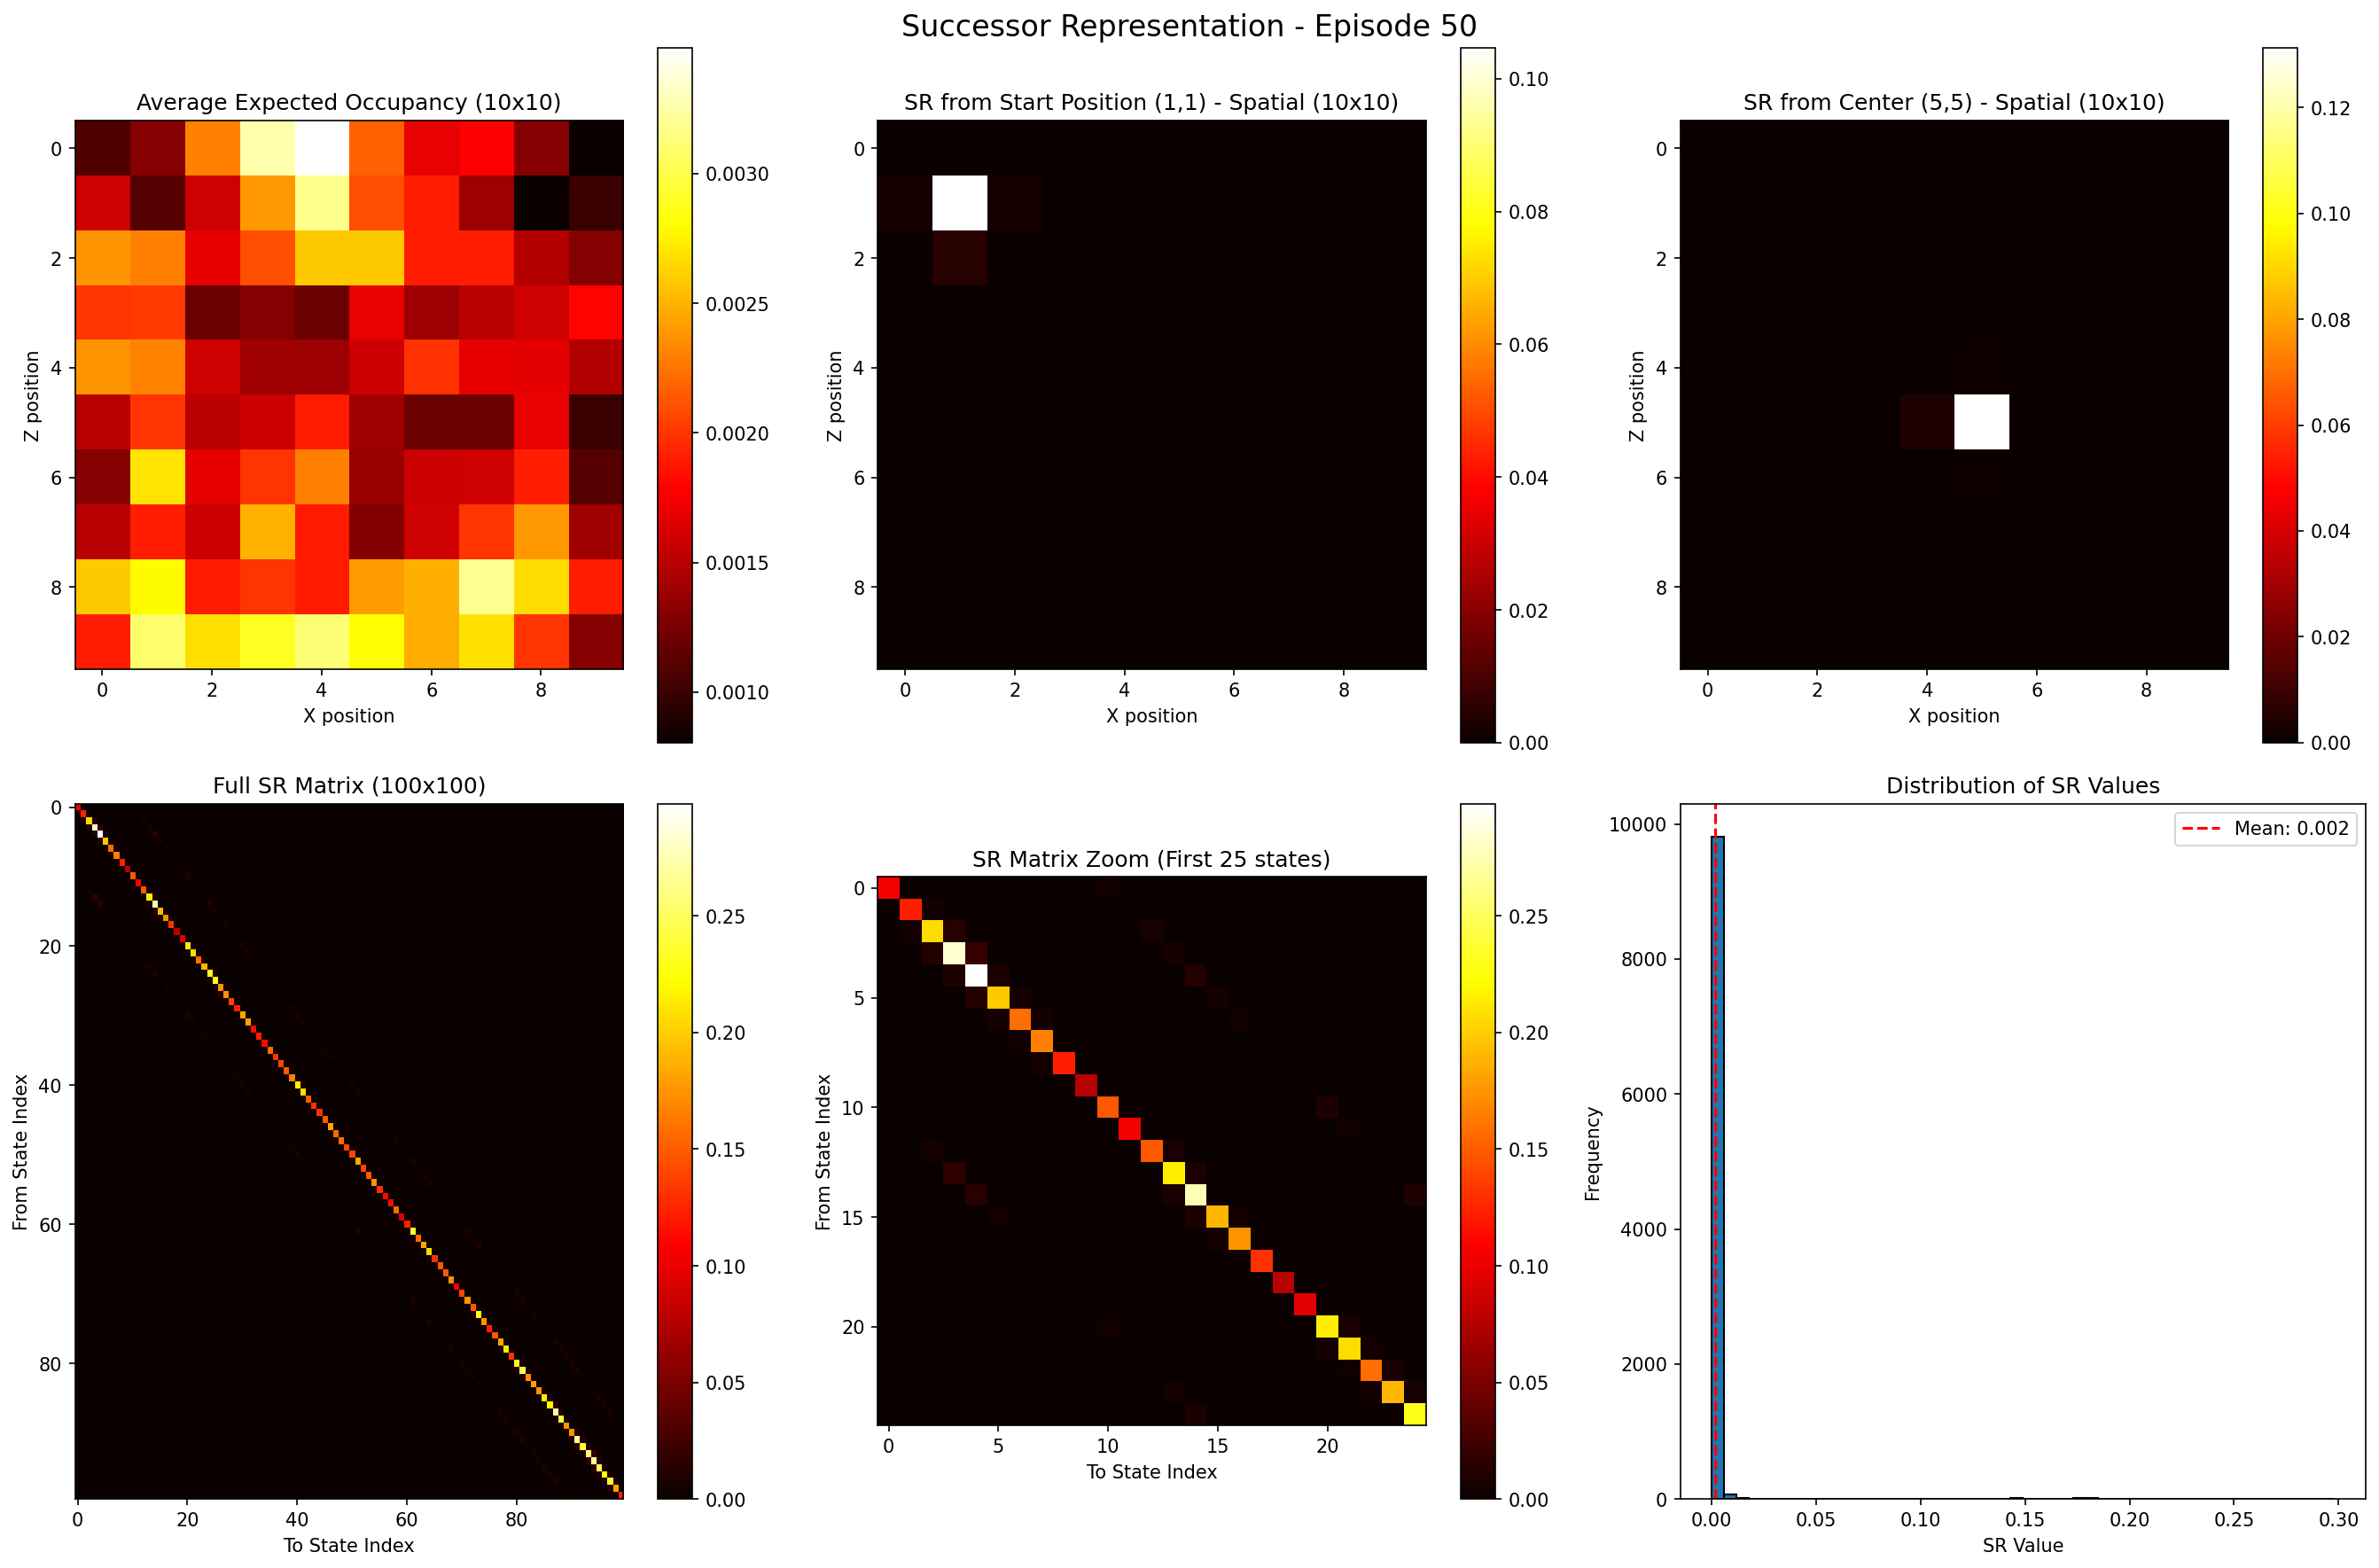 Successor Representation - Episode 50
Average Expected Occupancy (10x10)
0
2
4
6
8
Z position
0 2 4 6 8
X position
0.0030
0.0025
0.0020
0.0015
0.0010
SR from Start Position (1,1) - Spatial (10x10)
0
2
4
6
8
Z position
0 2 4 6 8
X position
0.10
0.08
0.06
0.04
0.02
0.00
SR from Center (5,5) - Spatial (10x10)
0
2
4
6
8
Z position
0 2 4 6 8
X position
0.12
0.10
0.08
0.06
0.04
0.02
0.00
Full SR Matrix (100x100)
0
20
40
60
80
From State Index
0 20 40 60 80
To State Index
0.25
0.20
0.15
0.10
0.05
0.00
SR Matrix Zoom (First 25 states)
0
5
10
15
20
From State Index
0 5 10 15 20
To State Index
0.25
0.20
0.15
0.10
0.05
0.00
Distribution of SR Values
Mean: 0.002
10000
8000
6000
4000
2000
0
Frequency
0.00 0.05 0.10 0.15 0.20 0.25 0.30
SR Value